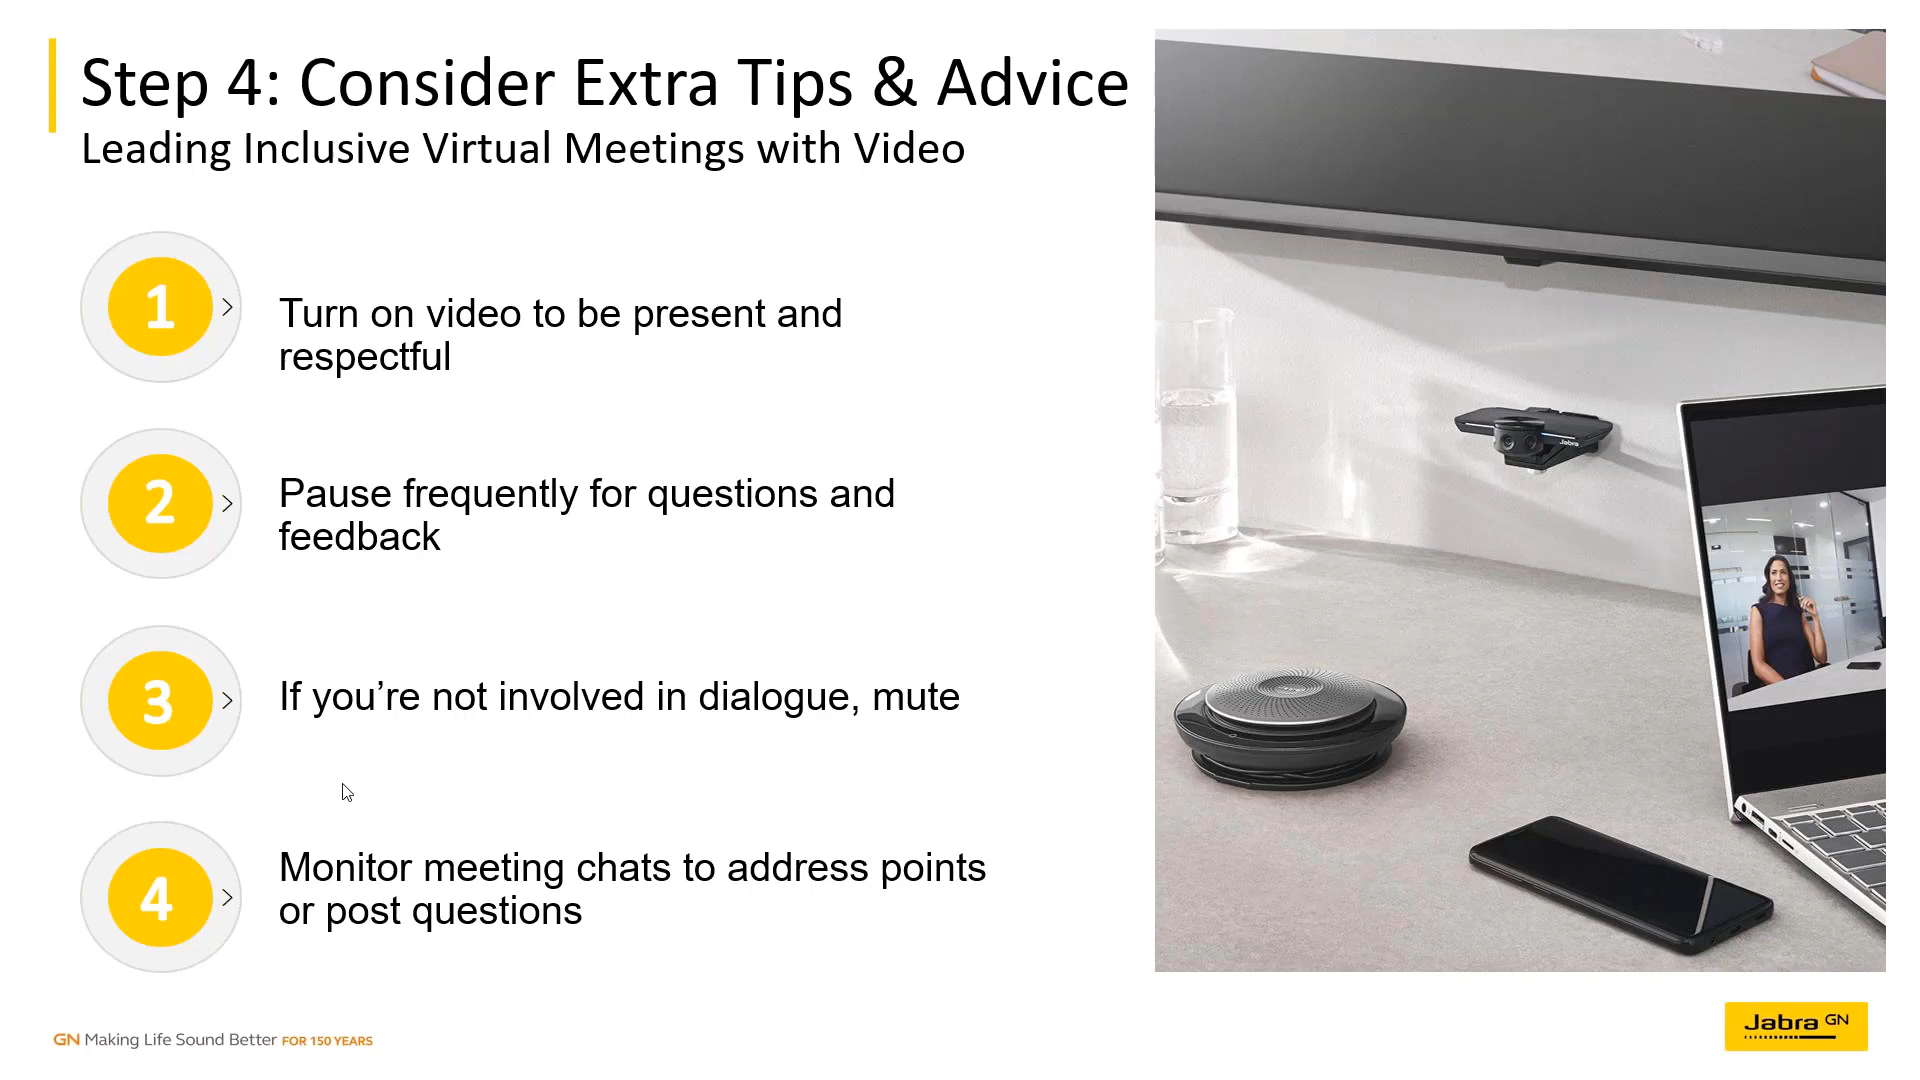 Step 4: Consider Extra Tips & Advice
Leading Inclusive Virtual Meetings with Video
1
Turn on video to be present and
respectful
2
Pause frequently for questions and
feedback
3
If you’re not involved in dialogue, mute
4
Monitor meeting chats to address points
or post questions
Jabra
GN Making Life Sound Better FOR 150 YEARS
Jabra GN